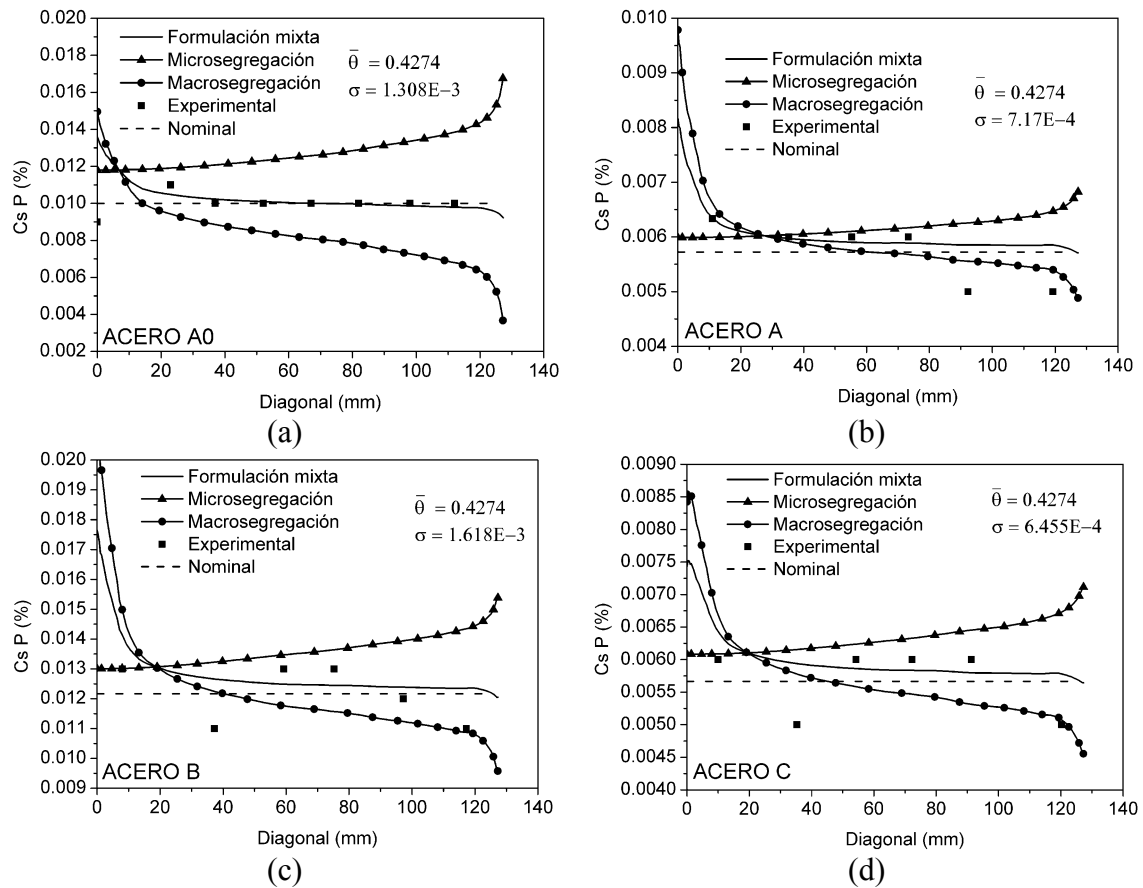 0.020
0.018
0.016
0.014
0.012
0.010
0.008
0.006
0.004
0.002
Cs P (%)
Formulación mixta
Microsegregación
Macrosegregación
Experimental
Nominal
θ̄ = 0.4274
σ = 1.308E−3
ACERO A0
0 20 40 60 80 100 120 140
Diagonal (mm)
(a)
0.010
0.009
0.008
0.007
0.006
0.005
0.004
Cs P (%)
Formulación mixta
Microsegregación
Macrosegregación
Experimental
Nominal
θ̄ = 0.4274
σ = 7.17E−4
ACERO A
0 20 40 60 80 100 120 140
Diagonal (mm)
(b)
0.020
0.019
0.018
0.017
0.016
0.015
0.014
0.013
0.012
0.011
0.010
0.009
Cs P (%)
Formulación mixta
Microsegregación
Macrosegregación
Experimental
Nominal
θ̄ = 0.4274
σ = 1.618E−3
ACERO B
0 20 40 60 80 100 120 140
Diagonal (mm)
(c)
0.0090
0.0085
0.0080
0.0075
0.0070
0.0065
0.0060
0.0055
0.0050
0.0045
0.0040
Cs P (%)
Formulación mixta
Microsegregación
Macrosegregación
Experimental
Nominal
θ̄ = 0.4274
σ = 6.455E−4
ACERO C
0 20 40 60 80 100 120 140
Diagonal (mm)
(d)